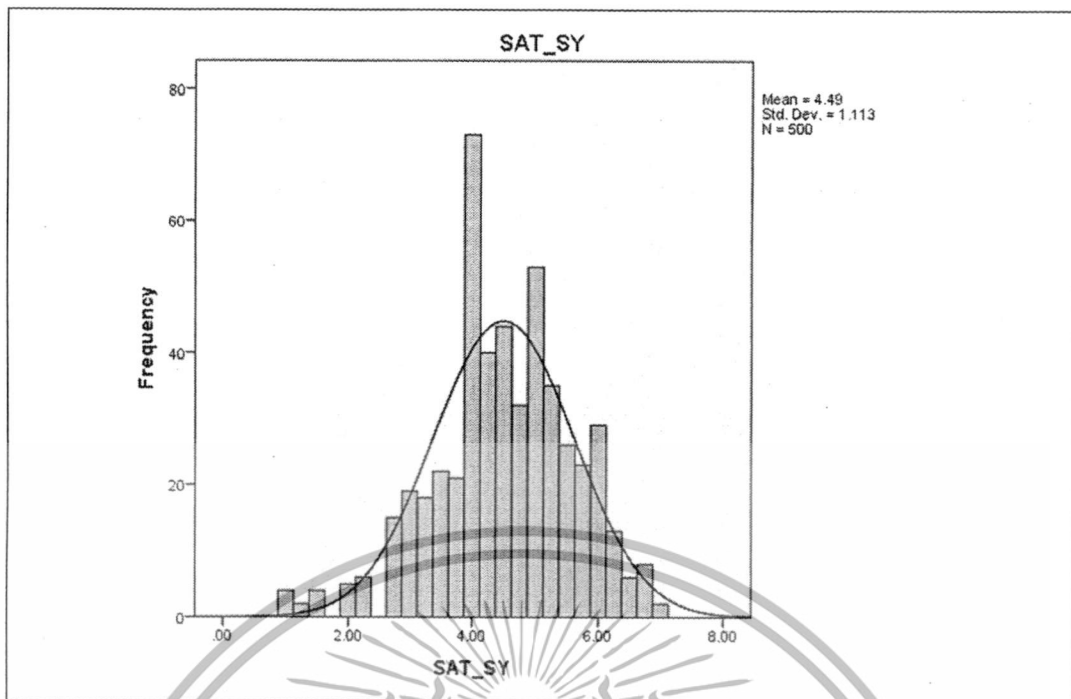 SAT_SY
80
60
40
20
0
Frequency
.00
2.00
4.00
6.00
8.00
SAT_SY
Mean = 4.49
Std. Dev. = 1.113
N = 500